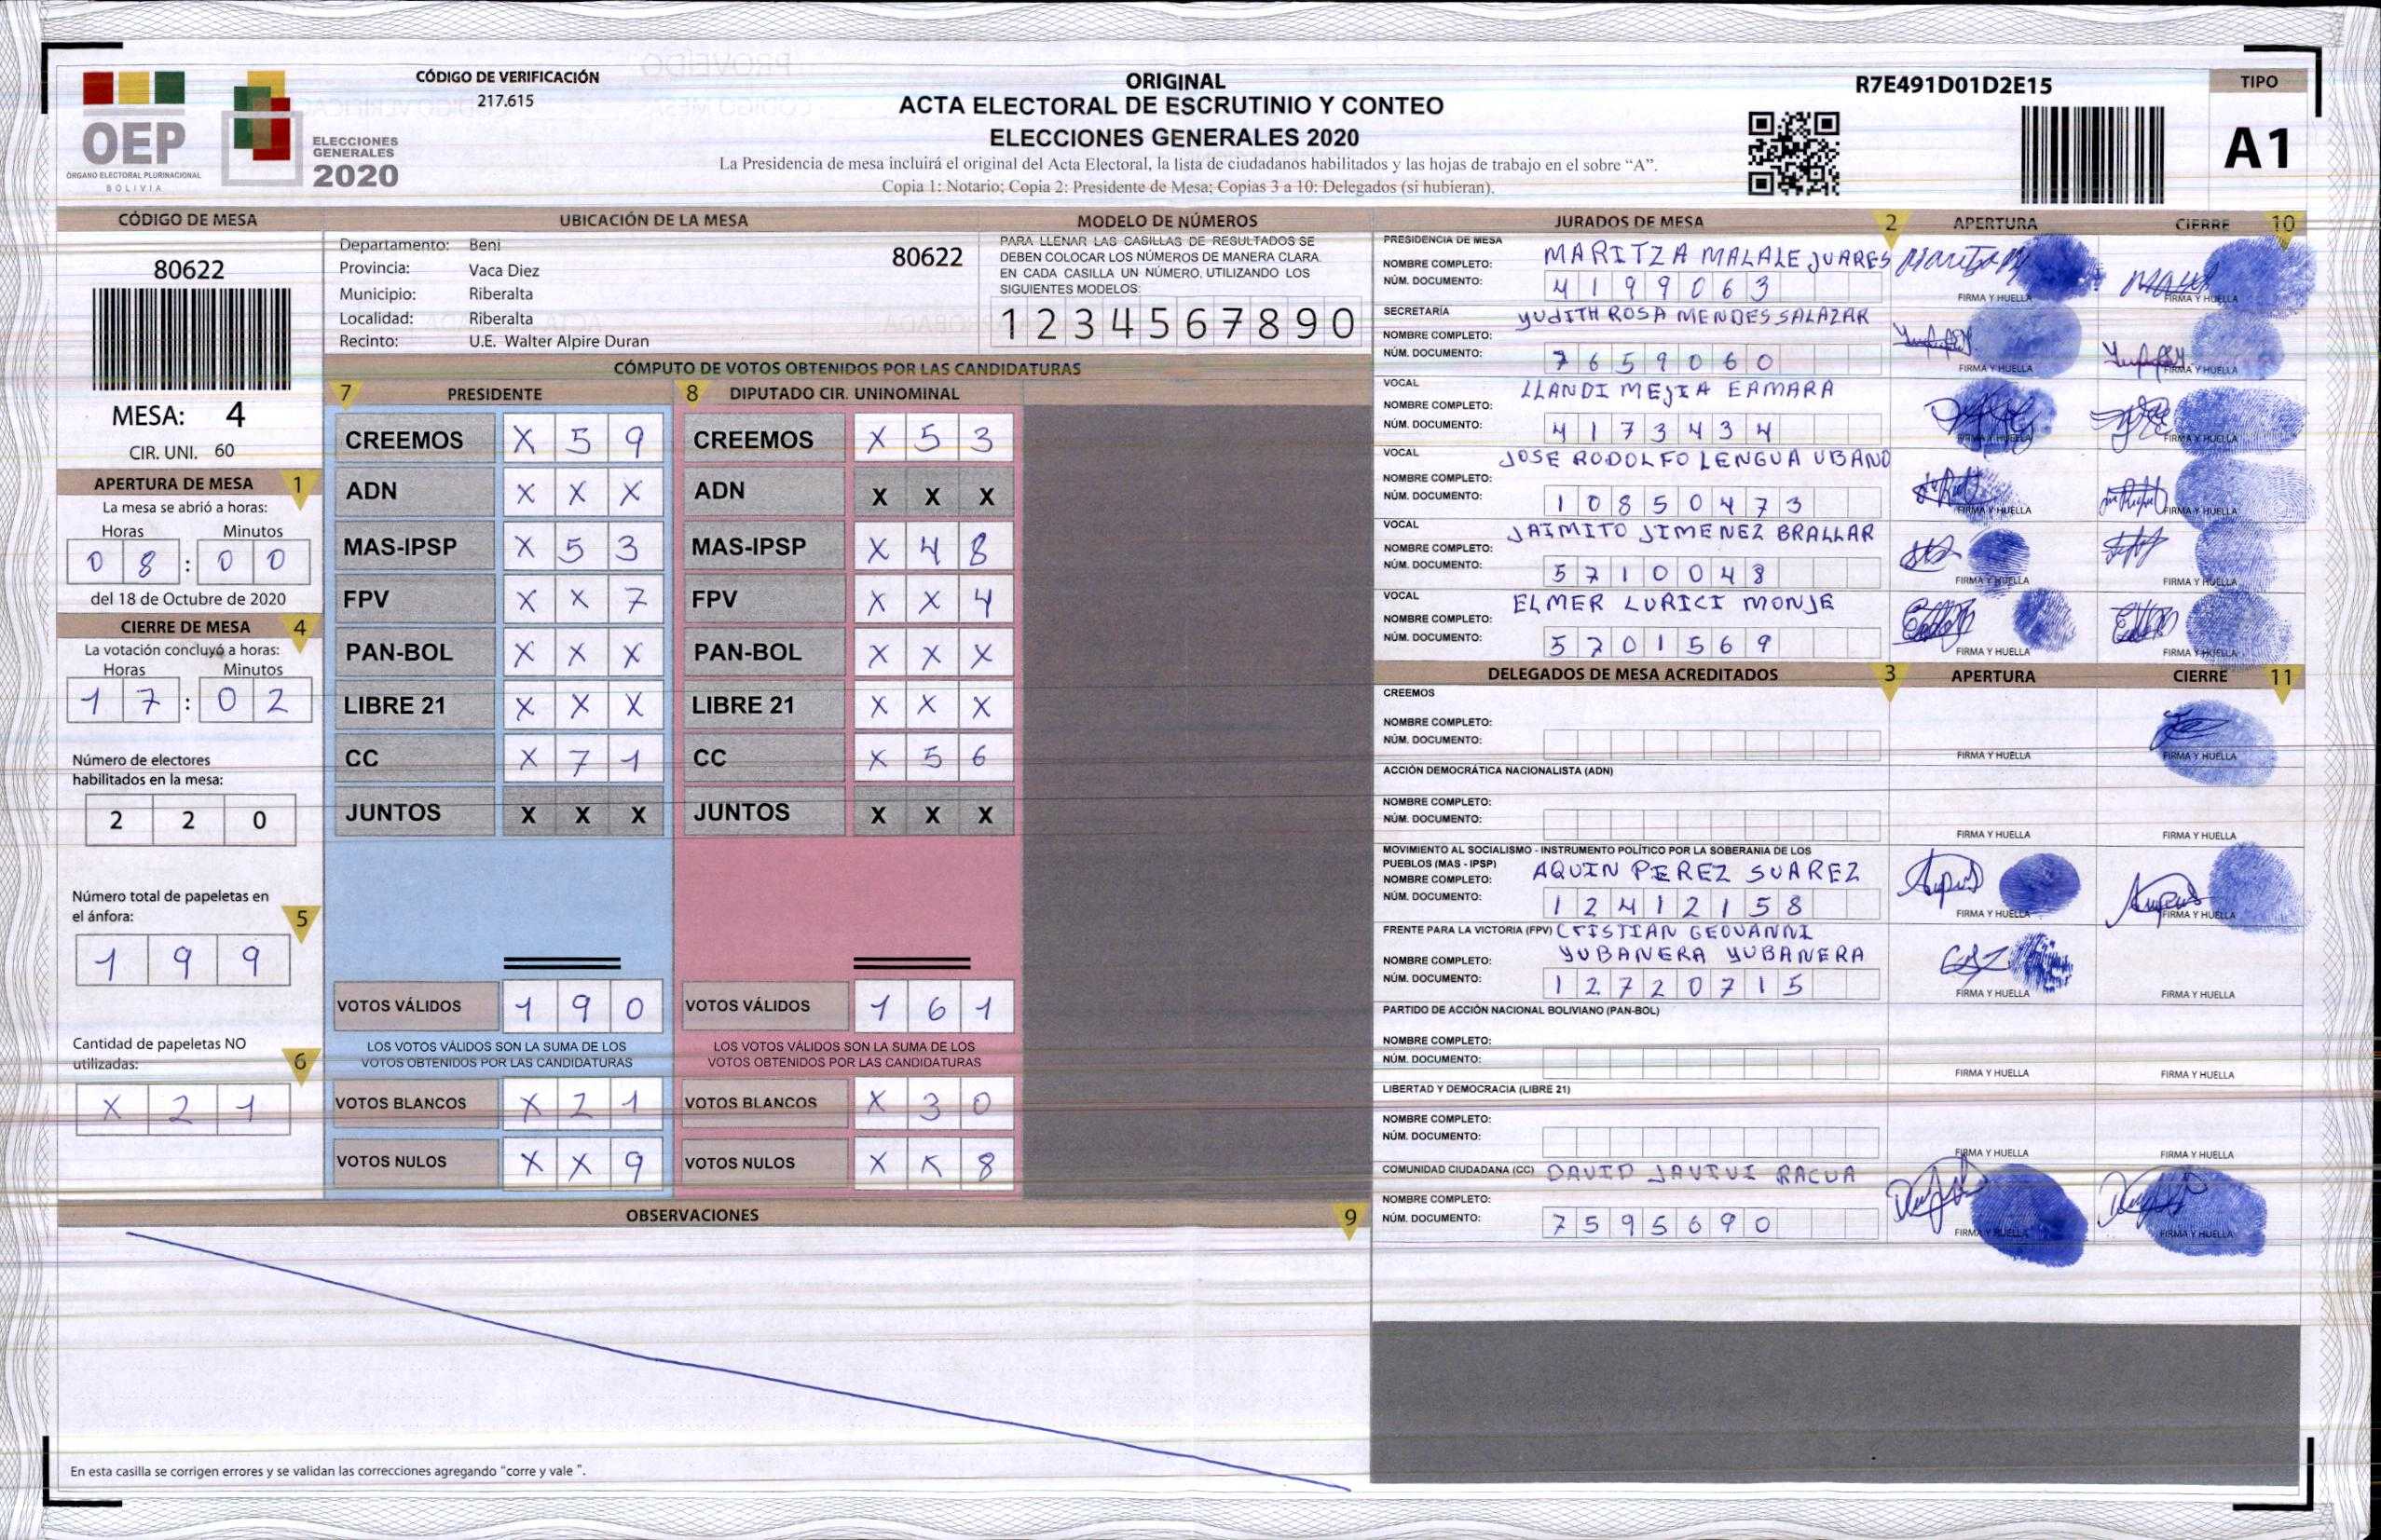 CÓDIGO DE VERIFICACIÓN
217.615
OEP
ÓRGANO ELECTORAL PLURINACIONAL
BOLIVIA
ELECCIONES
GENERALES
2020
ORIGINAL
ACTA ELECTORAL DE ESCRUTINIO Y CONTEO
ELECCIONES GENERALES 2020
La Presidencia de mesa incluirá el original del Acta Electoral, la lista de ciudadanos habilitados y las hojas de trabajo en el sobre “A”.
Copia 1: Notario; Copia 2: Presidente de Mesa; Copias 3 a 10: Delegados (si hubieran).
R7E491D01D2E15
TIPO
A1
CÓDIGO DE MESA
80622
MESA: 4
CIR. UNI. 60
APERTURA DE MESA 1
La mesa se abrió a horas:
Horas Minutos
0 8 : 0 0
del 18 de Octubre de 2020
CIERRE DE MESA 4
La votación concluyó a horas:
Horas Minutos
1 7 : 0 2
Número de electores
habilitados en la mesa:
2 2 0
Número total de papeletas en
el ánfora: 5
1 9 9
Cantidad de papeletas NO
utilizadas: 6
X 2 1
UBICACIÓN DE LA MESA
Departamento: Beni
80622
Provincia: Vaca Diez
Municipio: Riberalta
Localidad: Riberalta
Recinto: U.E. Walter Alpire Duran
MODELO DE NÚMEROS
PARA LLENAR LAS CASILLAS DE RESULTADOS SE
DEBEN COLOCAR LOS NÚMEROS DE MANERA CLARA.
EN CADA CASILLA UN NÚMERO, UTILIZANDO LOS
SIGUIENTES MODELOS:
1 2 3 4 5 6 7 8 9 0
CÓMPUTO DE VOTOS OBTENIDOS POR LAS CANDIDATURAS
7 PRESIDENTE 8 DIPUTADO CIR. UNINOMINAL
CREEMOS X 5 9 CREEMOS X 5 3
ADN X X X ADN X X X
MAS-IPSP X 5 3 MAS-IPSP X 4 8
FPV X X 7 FPV X X 4
PAN-BOL X X X PAN-BOL X X X
LIBRE 21 X X X LIBRE 21 X X X
CC X 7 1 CC X 5 6
JUNTOS X X X JUNTOS X X X
VOTOS VÁLIDOS 1 9 0 VOTOS VÁLIDOS 1 6 1
LOS VOTOS VÁLIDOS SON LA SUMA DE LOS LOS VOTOS VÁLIDOS SON LA SUMA DE LOS
VOTOS OBTENIDOS POR LAS CANDIDATURAS VOTOS OBTENIDOS POR LAS CANDIDATURAS
VOTOS BLANCOS X 2 1 VOTOS BLANCOS X 3 0
VOTOS NULOS X X 9 VOTOS NULOS X X 8
OBSERVACIONES 9
En esta casilla se corrigen errores y se validan las correcciones agregando “corre y vale ”.
JURADOS DE MESA 2 APERTURA CIERRE 10
PRESIDENCIA DE MESA
NOMBRE COMPLETO: MARITZA MALALE JUARES
NÚM. DOCUMENTO: 4 1 9 9 0 6 3
FIRMA Y HUELLA FIRMA Y HUELLA
SECRETARÍA
NOMBRE COMPLETO: YUDITH ROSA MENDES SALAZAR
NÚM. DOCUMENTO: 7 6 5 9 0 6 0
FIRMA Y HUELLA FIRMA Y HUELLA
VOCAL
NOMBRE COMPLETO: LLANDI MEJIA EAMARA
NÚM. DOCUMENTO: 4 1 7 3 4 3 4
FIRMA Y HUELLA FIRMA Y HUELLA
VOCAL
NOMBRE COMPLETO: JOSE RODOLFO LENGUA UBANO
NÚM. DOCUMENTO: 1 0 8 5 0 4 7 3
FIRMA Y HUELLA FIRMA Y HUELLA
VOCAL
NOMBRE COMPLETO: JAIMITO JIMENEZ BRALLAR
NÚM. DOCUMENTO: 5 7 1 0 0 4 8
FIRMA Y HUELLA FIRMA Y HUELLA
VOCAL
NOMBRE COMPLETO: ELMER LURICI MONJE
NÚM. DOCUMENTO: 5 7 0 1 5 6 9
FIRMA Y HUELLA FIRMA Y HUELLA
DELEGADOS DE MESA ACREDITADOS 3 APERTURA CIERRE 11
CREEMOS
NOMBRE COMPLETO:
NÚM. DOCUMENTO:
FIRMA Y HUELLA FIRMA Y HUELLA
ACCIÓN DEMOCRÁTICA NACIONALISTA (ADN)
NOMBRE COMPLETO:
NÚM. DOCUMENTO:
FIRMA Y HUELLA FIRMA Y HUELLA
MOVIMIENTO AL SOCIALISMO - INSTRUMENTO POLÍTICO POR LA SOBERANIA DE LOS
PUEBLOS (MAS - IPSP)
NOMBRE COMPLETO: AQUIN PEREZ SUAREZ
NÚM. DOCUMENTO: 1 2 4 1 2 1 5 8
FIRMA Y HUELLA FIRMA Y HUELLA
FRENTE PARA LA VICTORIA (FPV) CRISTIAN GEOVANNI
NOMBRE COMPLETO: YUBANERA YUBANERA
NÚM. DOCUMENTO: 1 2 7 2 0 7 1 5
FIRMA Y HUELLA FIRMA Y HUELLA
PARTIDO DE ACCIÓN NACIONAL BOLIVIANO (PAN-BOL)
NOMBRE COMPLETO:
NÚM. DOCUMENTO:
FIRMA Y HUELLA FIRMA Y HUELLA
LIBERTAD Y DEMOCRACIA (LIBRE 21)
NOMBRE COMPLETO:
NÚM. DOCUMENTO:
FIRMA Y HUELLA FIRMA Y HUELLA
COMUNIDAD CIUDADANA (CC) DAVID JAVIVI RACUA
NOMBRE COMPLETO:
NÚM. DOCUMENTO: 7 5 9 5 6 9 0
FIRMA Y HUELLA FIRMA Y HUELLA